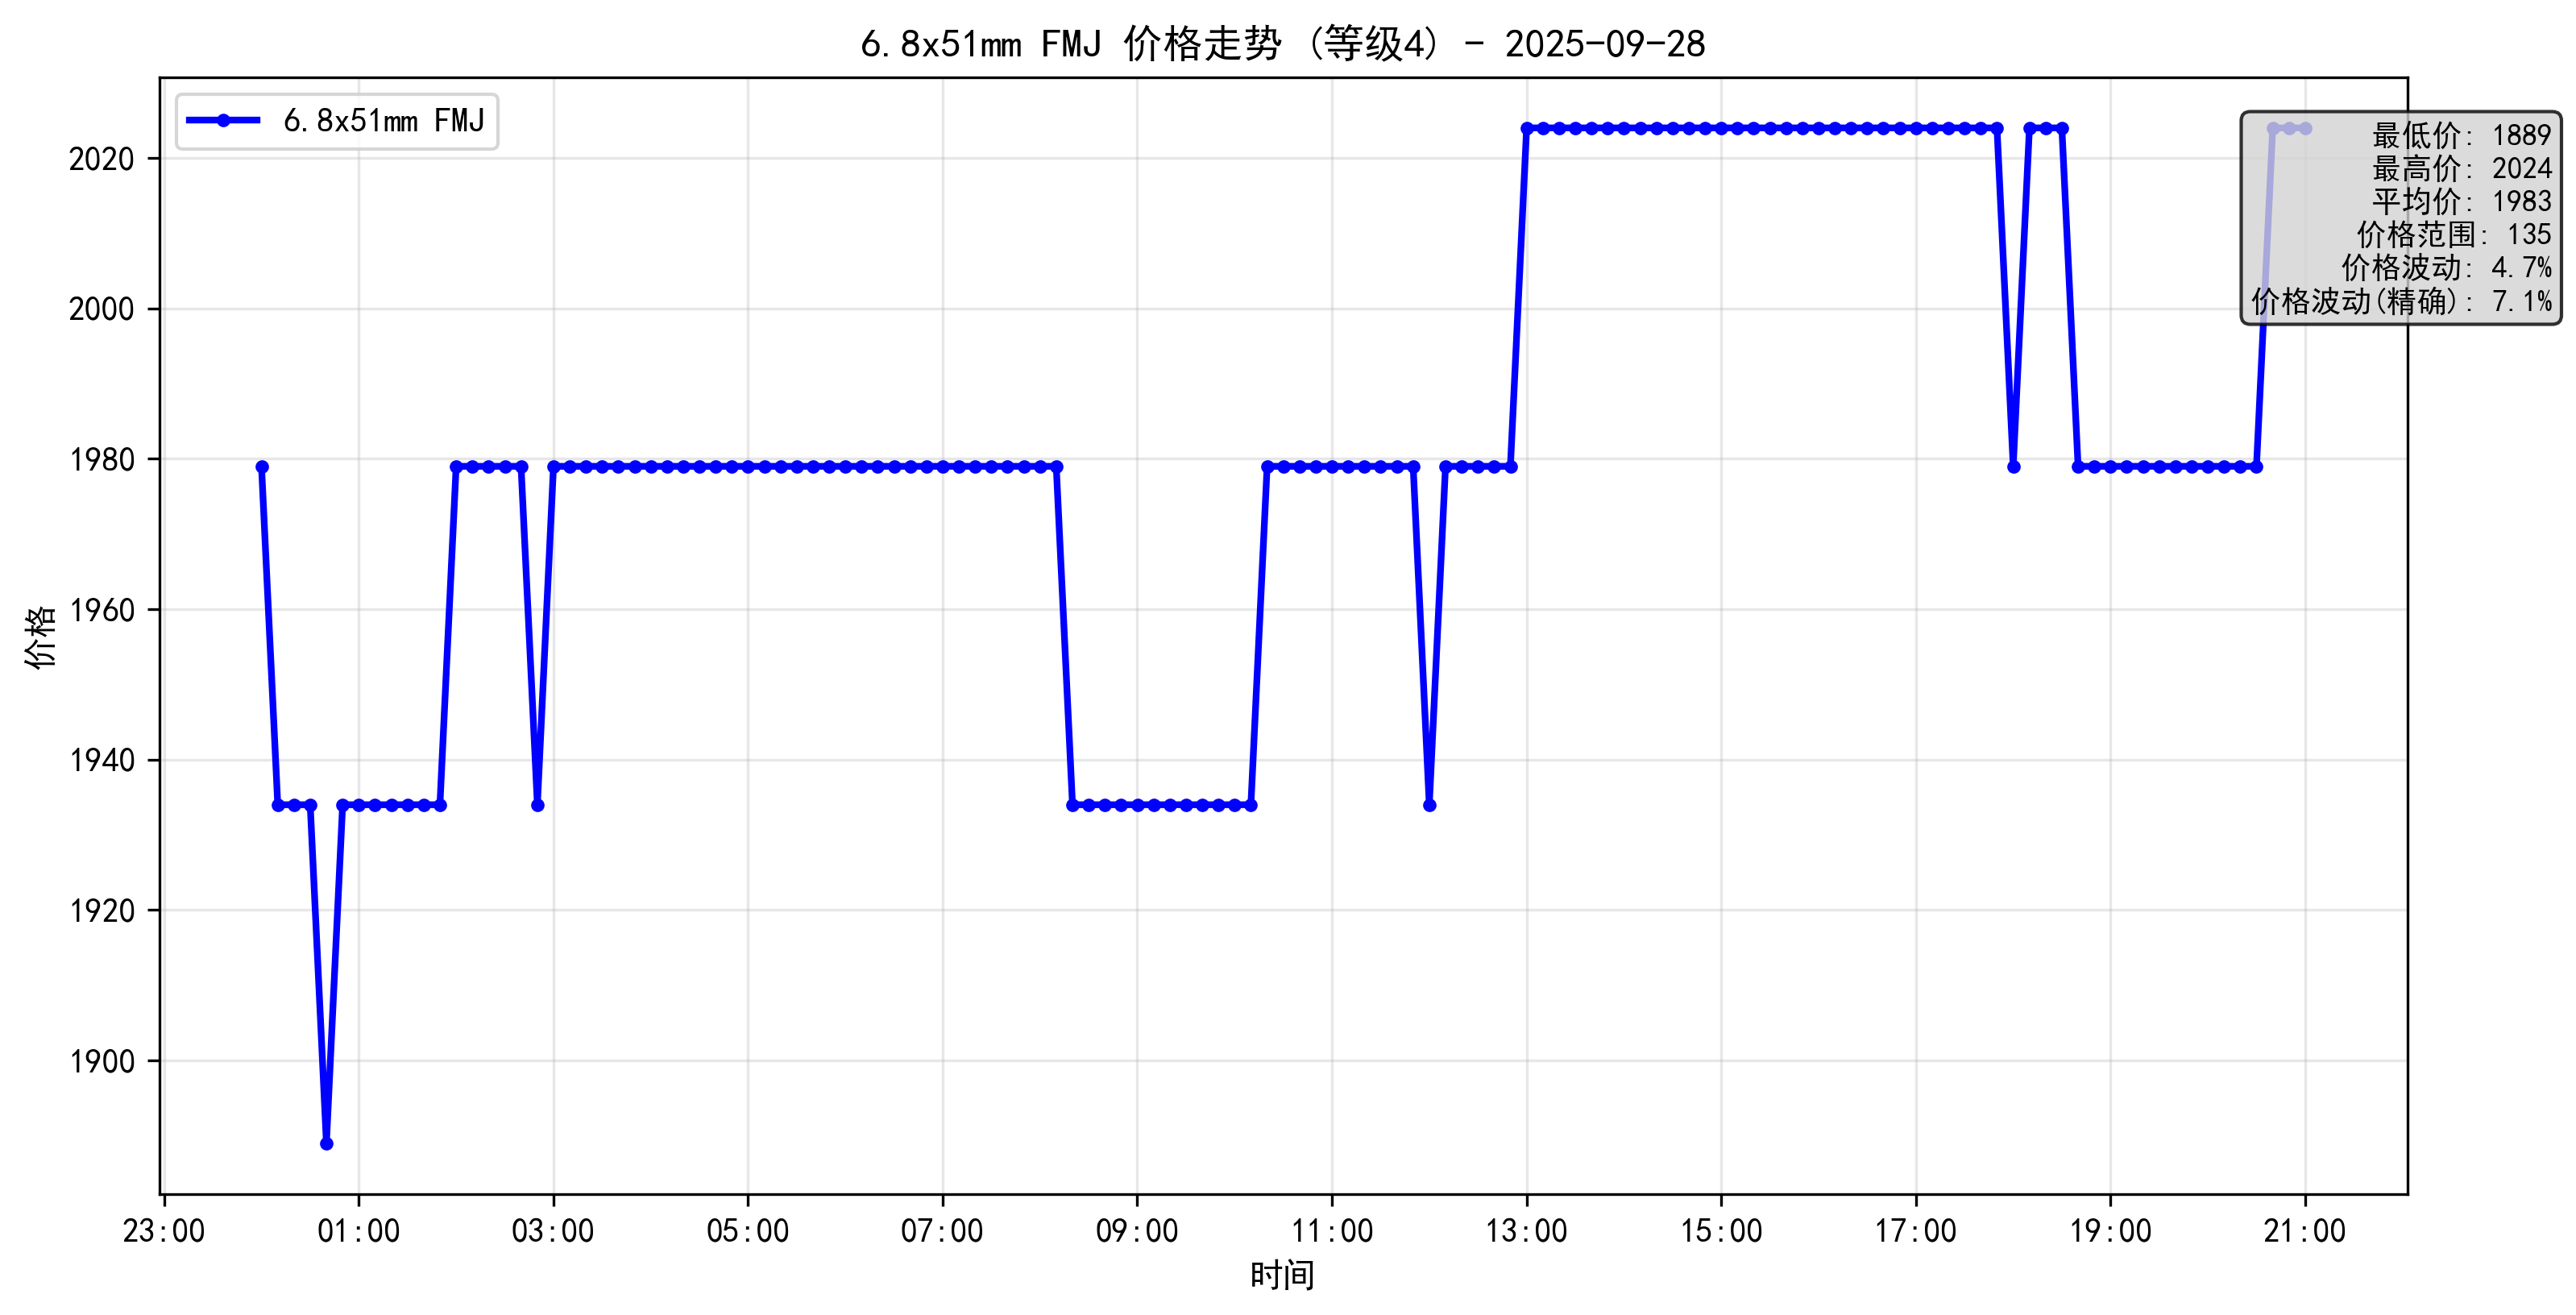 6.8x51mm FMJ 价格走势 (等级4) - 2025-09-28
6.8x51mm FMJ
最低价: 1889
最高价: 2024
平均价: 1983
价格范围: 135
价格波动: 4.7%
价格波动(精确): 7.1%
2020
2000
1980
1960
1940
1920
1900
价格
23:00 01:00 03:00 05:00 07:00 09:00 11:00 13:00 15:00 17:00 19:00 21:00
时间